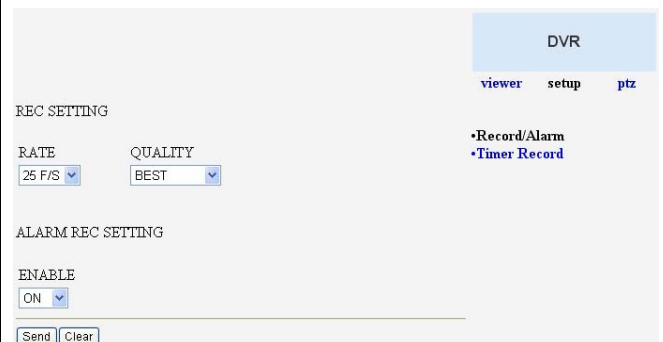 DVR
viewer setup ptz
REC SETTING
•Record/Alarm
•Timer Record
RATE QUALITY
25 F/S BEST
ALARM REC SETTING
ENABLE
ON
Send Clear